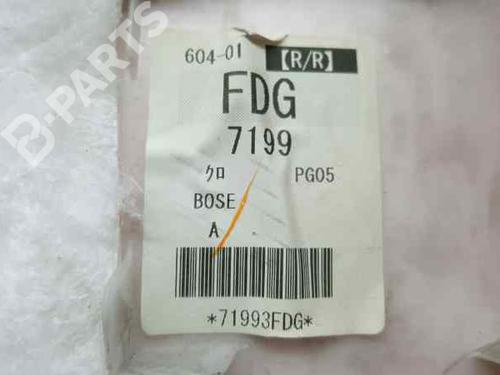 604-01 【R/R】
FDG
7199
クロ PG05
BOSE
A
*71993FDG*
B-PARTS